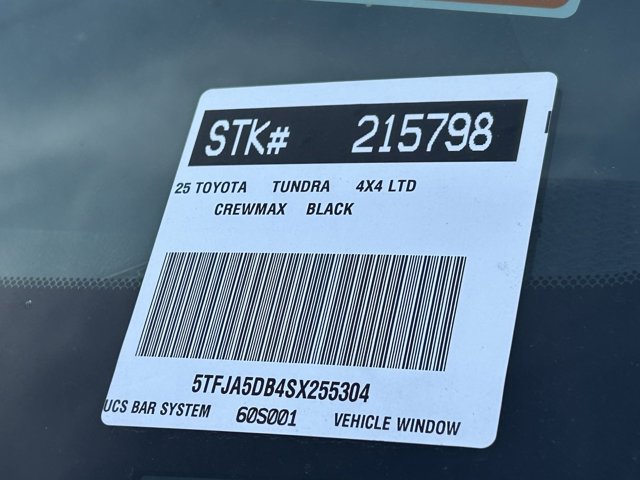 STK# 215798
25 TOYOTA TUNDRA 4X4 LTD
CREWMAX BLACK
5TFJA5DB4SX255304
UCS BAR SYSTEM 60S001 VEHICLE WINDOW